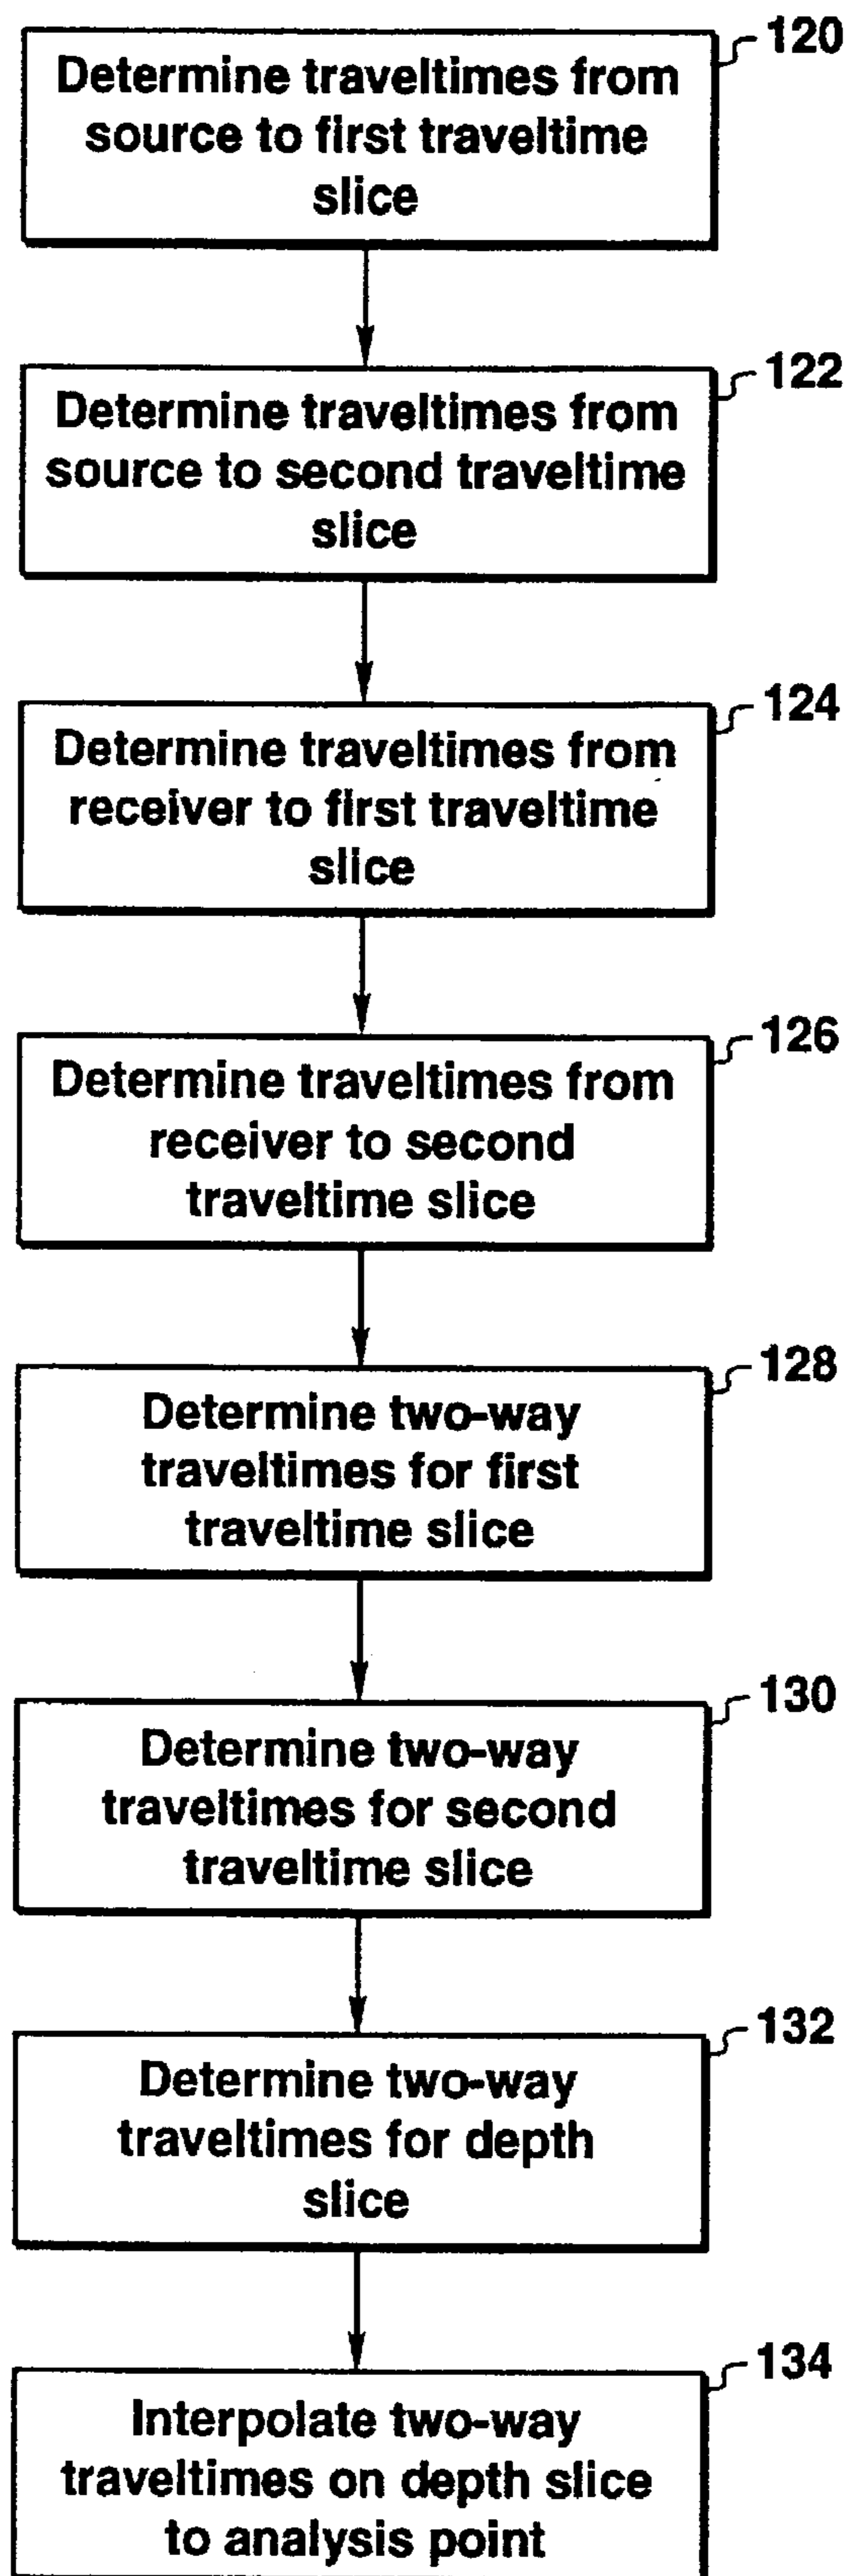 120
Determine traveltimes from
source to first traveltime
slice
122
Determine traveltimes from
source to second traveltime
slice
124
Determine traveltimes from
receiver to first traveltime
slice
126
Determine traveltimes from
receiver to second
traveltime slice
128
Determine two-way
traveltimes for first
traveltime slice
130
Determine two-way
traveltimes for second
traveltime slice
132
Determine two-way
traveltimes for depth
slice
134
Interpolate two-way
traveltimes on depth slice
to analysis point